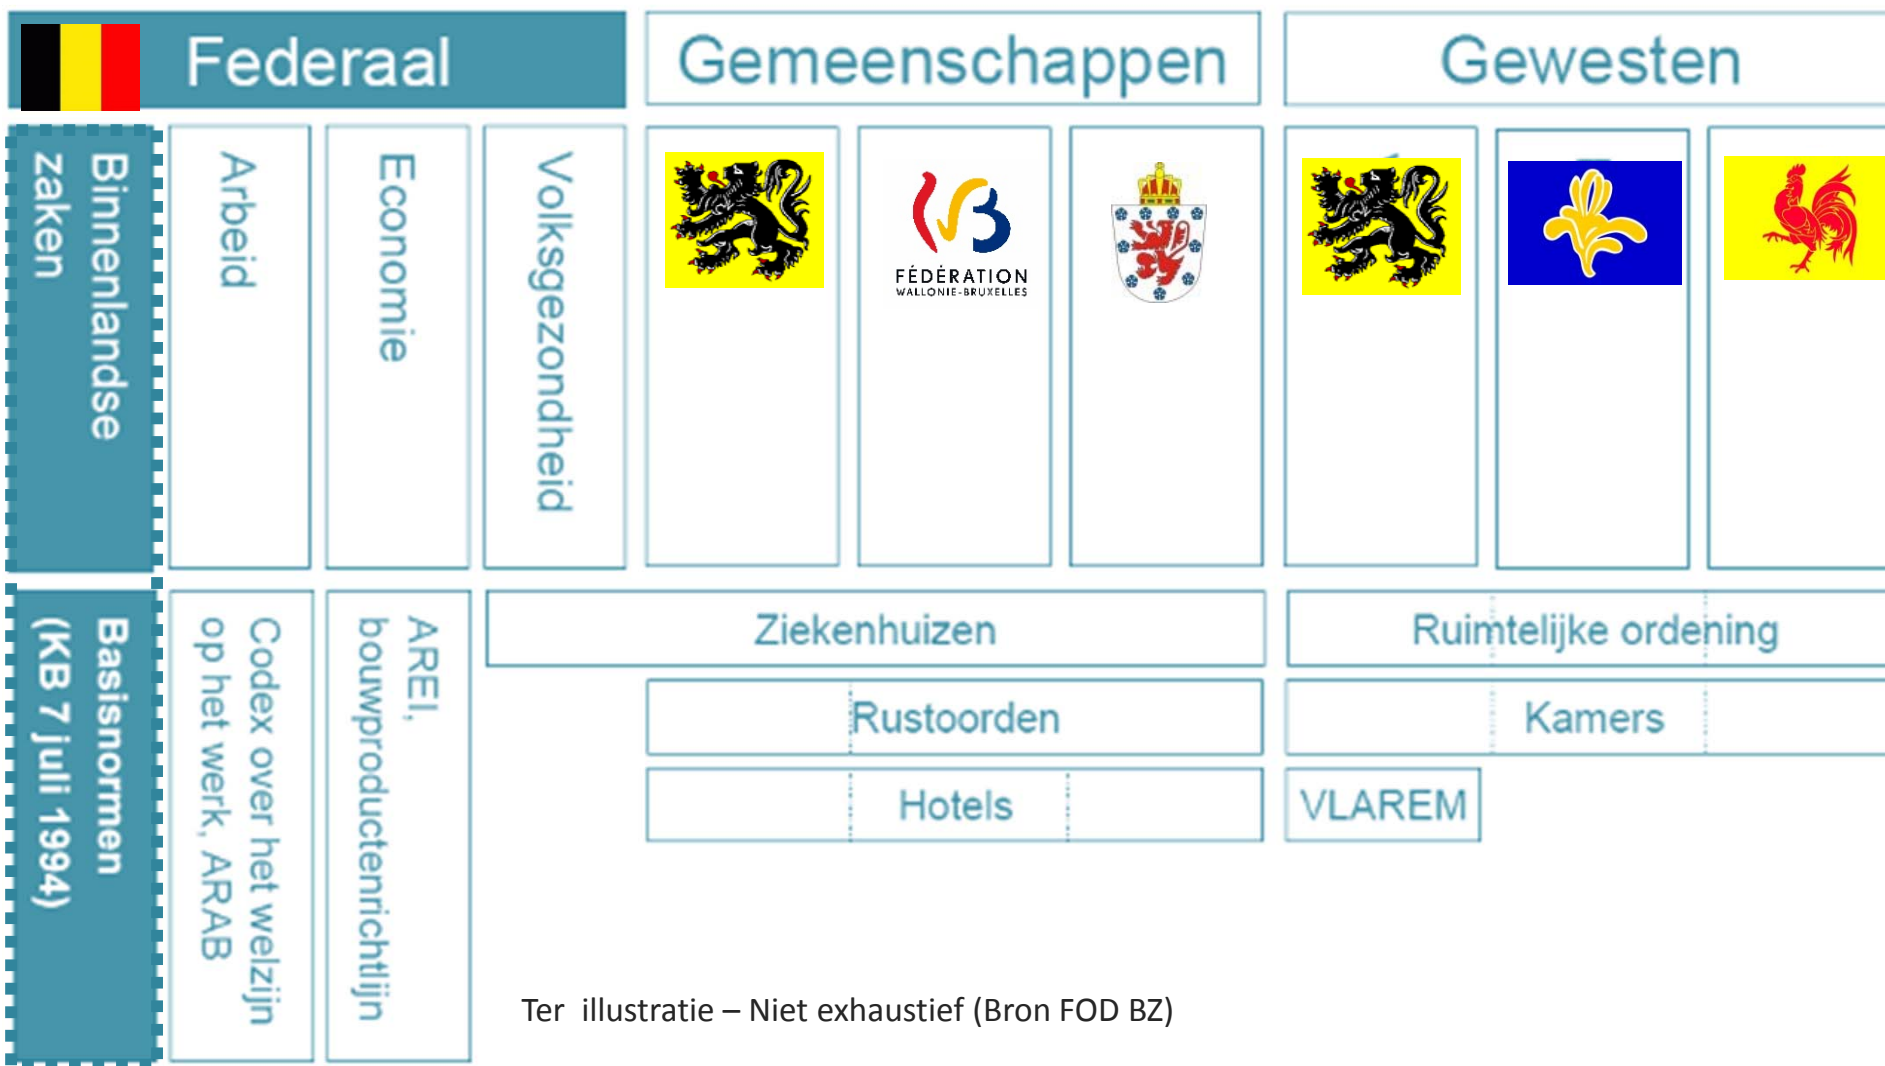 Federaal
Gemeenschappen
Gewesten
Binnenlandse
zaken
Arbeid
Economie
Volksgezondheid
FÉDÉRATION
WALLONIE-BRUXELLES
Basisnormen
(KB 7 juli 1994)
Codex over het welzijn
op het werk, ARAB
AREI,
bouwproductenrichtlijn
Ziekenhuizen
Ruimtelijke ordening
Rustoorden
Kamers
Hotels
VLAREM
Ter illustratie – Niet exhaustief (Bron FOD BZ)